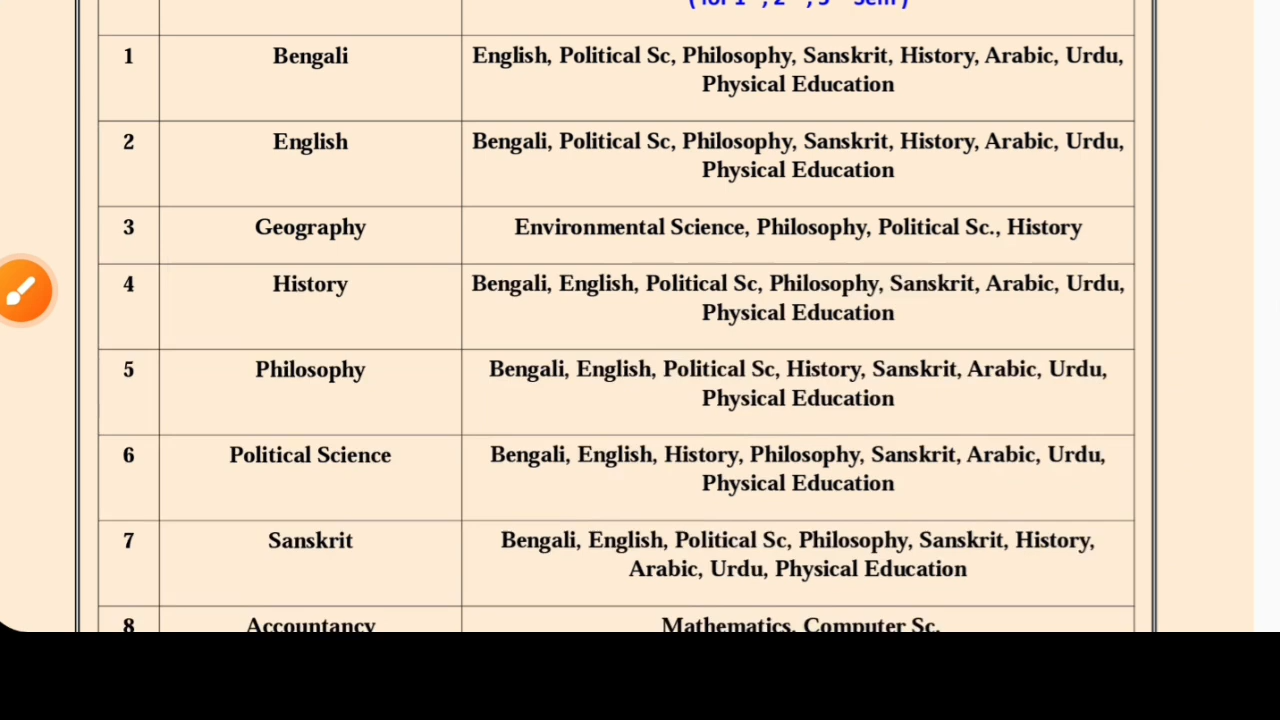 1 Bengali English, Political Sc, Philosophy, Sanskrit, History, Arabic, Urdu,
Physical Education
2 English Bengali, Political Sc, Philosophy, Sanskrit, History, Arabic, Urdu,
Physical Education
3 Geography Environmental Science, Philosophy, Political Sc., History
4 History Bengali, English, Political Sc, Philosophy, Sanskrit, Arabic, Urdu,
Physical Education
5 Philosophy Bengali, English, Political Sc, History, Sanskrit, Arabic, Urdu,
Physical Education
6 Political Science Bengali, English, History, Philosophy, Sanskrit, Arabic, Urdu,
Physical Education
7 Sanskrit Bengali, English, Political Sc, Philosophy, Sanskrit, History,
Arabic, Urdu, Physical Education
8 Accountancy Mathematics, Computer Sc.